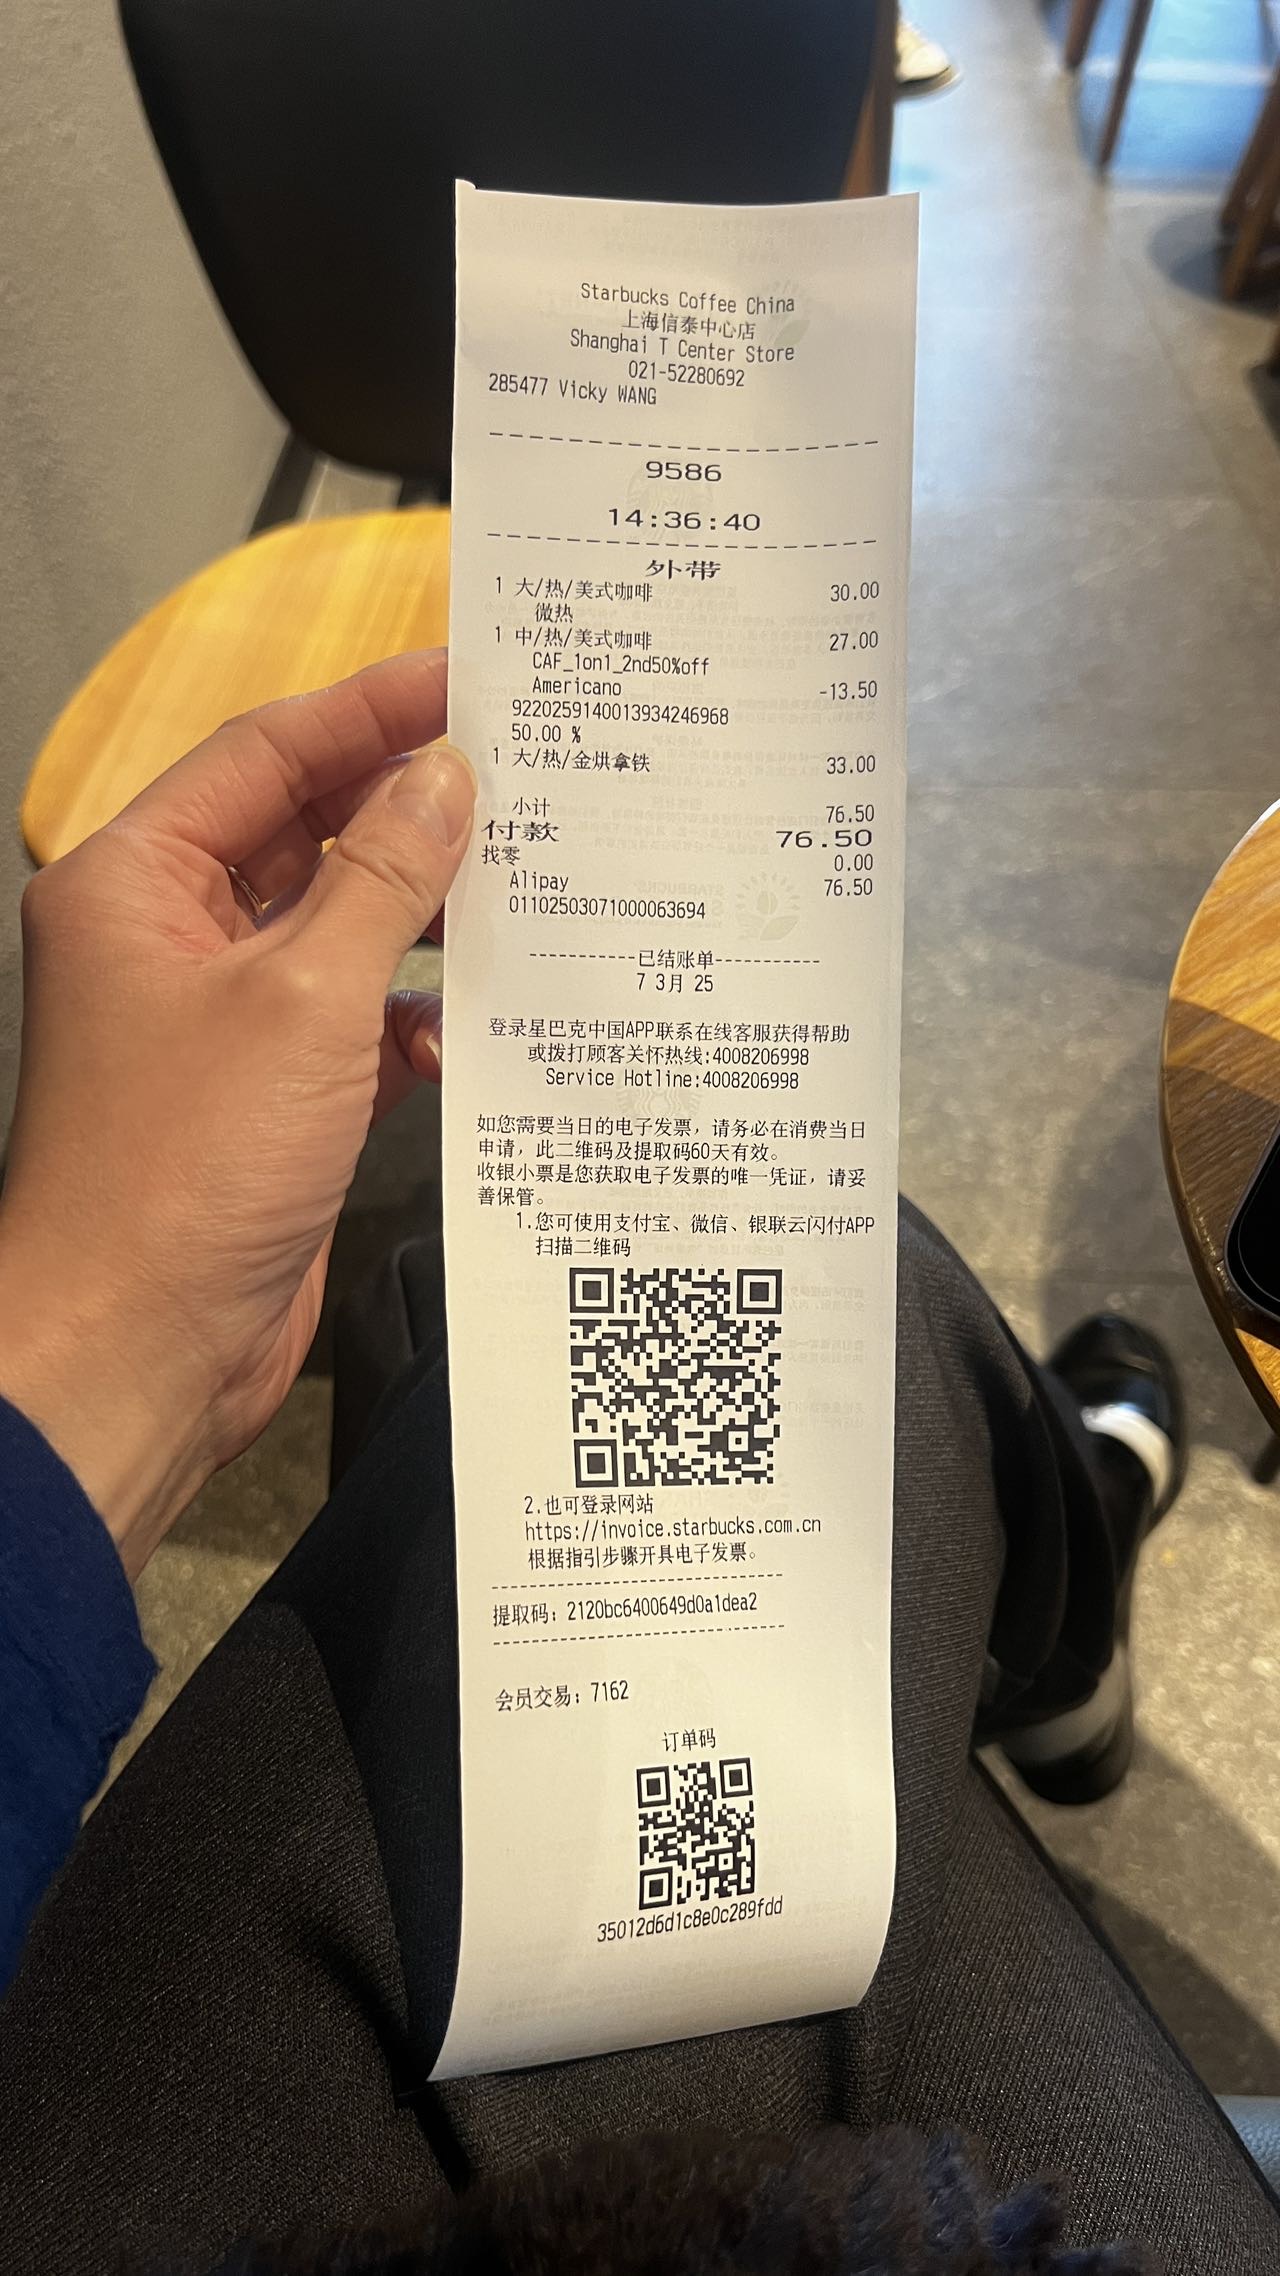 Starbucks Coffee China
上海信泰中心店
Shanghai T Center Store
021-52280692
285477 Vicky WANG
9586
14:36:40
外带
1 大/热/美式咖啡 30.00
微热
1 中/热/美式咖啡 27.00
CAF_1on1_2nd50%off
Americano -13.50
9220259140013934246968
50.00 %
1 大/热/金烘拿铁 33.00
小计 76.50
付款 76.50
找零 0.00
Alipay 76.50
01102503071000063694
-----------已结账单-----------
7 3月 25
登录星巴克中国APP联系在线客服获得帮助
或拨打顾客关怀热线:4008206998
Service Hotline:4008206998
如您需要当日的电子发票，请务必在消费当日
申请，此二维码及提取码60天有效。
收银小票是您获取电子发票的唯一凭证，请妥
善保管。
1.您可使用支付宝、微信、银联云闪付APP
扫描二维码
2.也可登录网站
https://invoice.starbucks.com.cn
根据指引步骤开具电子发票。
提取码：2120bc6400649d0a1dea2
会员交易：7162
订单码
35012d6d1c8e0c289fdd